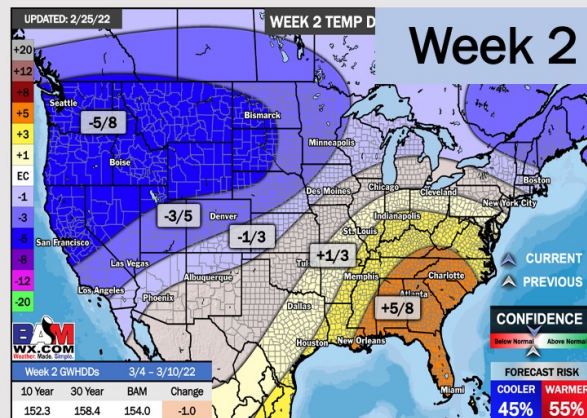 UPDATED: 2/25/22
WEEK 2 TEMP D
Week 2
+20
+12
+8
+5
+3
+1
EC
-1
-3
-5
-8
-12
-20
Seattle
-5/8
Bismarck
Minneapolis
Boise
Boston
Des Moines
Chicago
Cleveland
New York City
-3/5
Denver
Indianapolis
-1/3
St. Louis
San Francisco
+1/3
CURRENT
Las Vegas
Tul
Memphis
Charlotte
PREVIOUS
Los Angeles
Albuquerque
Atlanta
Phoenix
+5/8
Dallas
CONFIDENCE
Below Normal
Above Normal
Houston
New Orleans
BAM
WX.COM
Weather. Made. Simple.
Miami
FORECAST RISK
COOLER
WARMER
45%
55%
Week 2 GWHDDs
3/4 – 3/10/22
10 Year
30 Year
BAM
Change
152.3
158.4
154.0
-1.0